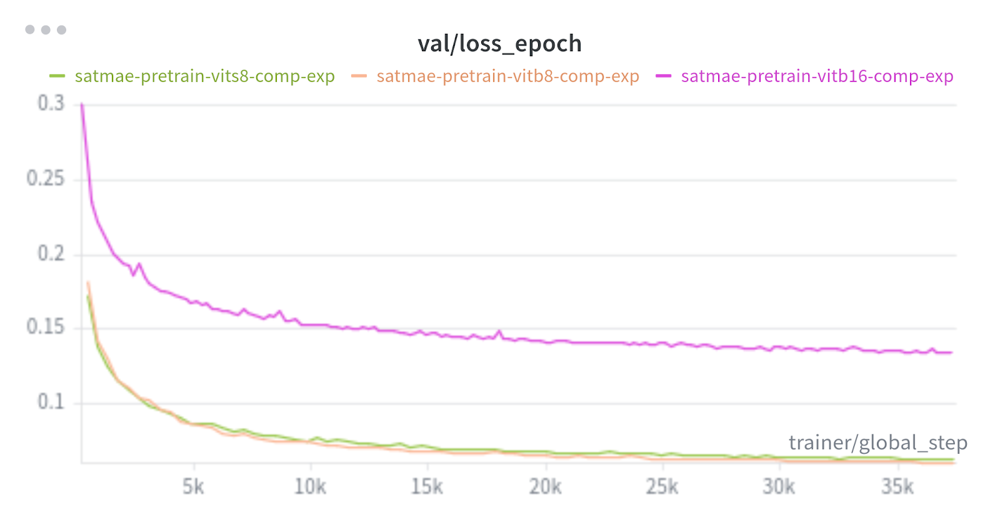 val/loss_epoch
satmae-pretrain-vits8-comp-exp satmae-pretrain-vitb8-comp-exp satmae-pretrain-vitb16-comp-exp
0.3
0.25
0.2
0.15
0.1
trainer/global_step
5k 10k 15k 20k 25k 30k 35k